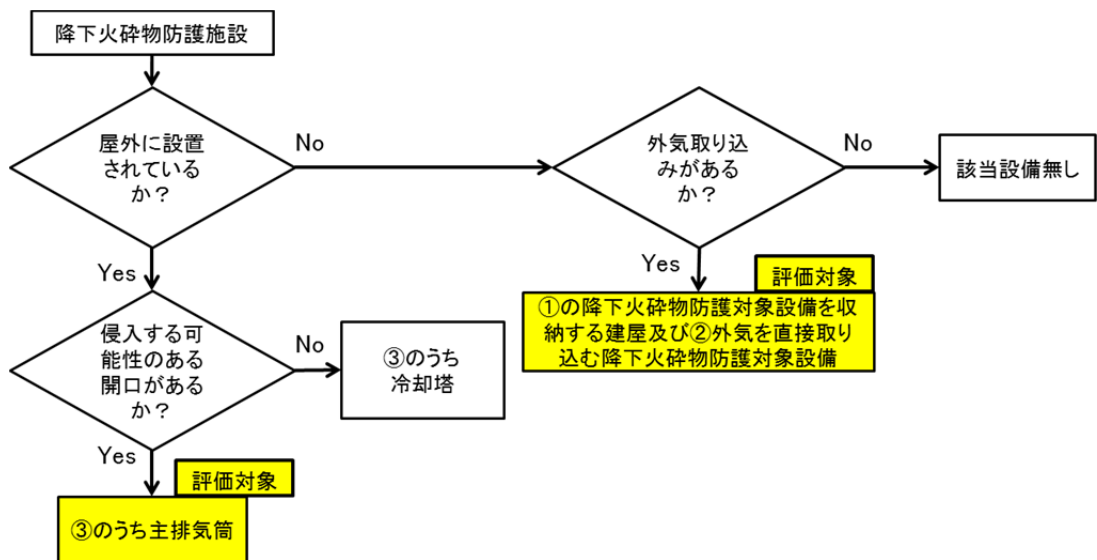 降下火砕物防護施設
屋外に設置
されている
か？
No
外気取り込
みがある
か？
No
該当設備無し
Yes
Yes
評価対象
①の降下火砕物防護対象設備を収
納する建屋及び②外気を直接取り
込む降下火砕物防護対象設備
侵入する可
能性のある
開口がある
か？
No
③のうち
冷却塔
Yes
評価対象
③のうち主排気筒